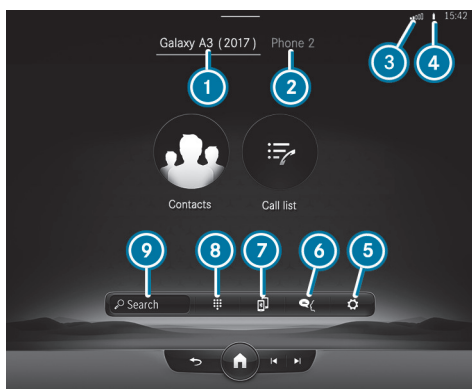 15:42
Galaxy A3 (2017) Phone 2
3 4
1 2
Contacts Call list
9 8 7 6 5
Search